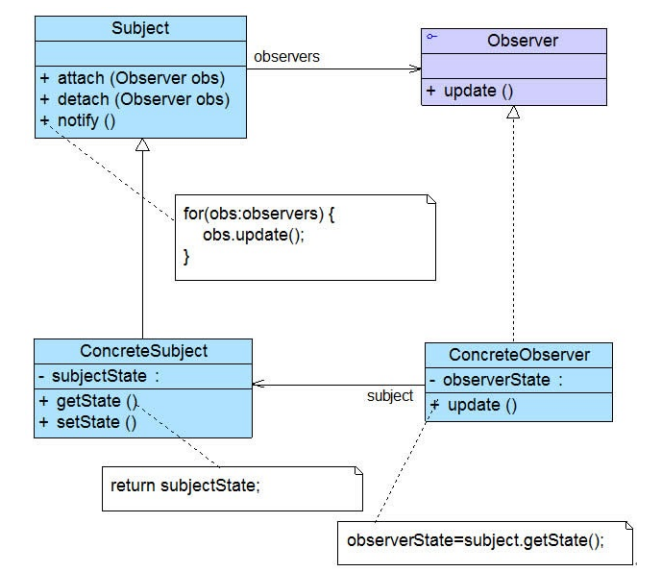 Subject
+ attach (Observer obs)
+ detach (Observer obs)
+ notify ()
observers
Observer
+ update ()
for(obs:observers) {
obs.update();
}
ConcreteSubject
- subjectState :
+ getState ()
+ setState ()
subject
ConcreteObserver
- observerState :
+ update ()
return subjectState;
observerState=subject.getState();